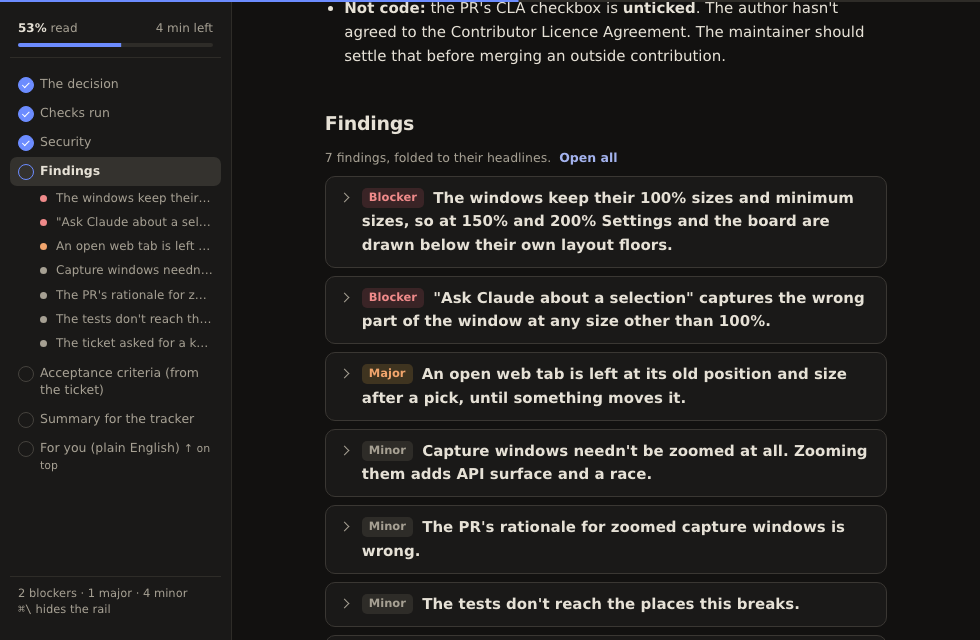 53% read
4 min left
The decision
Checks run
Security
Findings
The windows keep their...
"Ask Claude about a sel...
An open web tab is left ...
Capture windows needn...
The PR's rationale for z...
The tests don't reach th...
The ticket asked for a k...
Acceptance criteria (from
the ticket)
Summary for the tracker
For you (plain English) ↑ on
top
2 blockers · 1 major · 4 minor
⌘\ hides the rail
• Not code: the PR's CLA checkbox is unticked. The author hasn't
agreed to the Contributor Licence Agreement. The maintainer should
settle that before merging an outside contribution.
Findings
7 findings, folded to their headlines. Open all
Blocker The windows keep their 100% sizes and minimum
sizes, so at 150% and 200% Settings and the board are
drawn below their own layout floors.
Blocker "Ask Claude about a selection" captures the wrong
part of the window at any size other than 100%.
Major An open web tab is left at its old position and size
after a pick, until something moves it.
Minor Capture windows needn't be zoomed at all. Zooming
them adds API surface and a race.
Minor The PR's rationale for zoomed capture windows is
wrong.
Minor The tests don't reach the places this breaks.